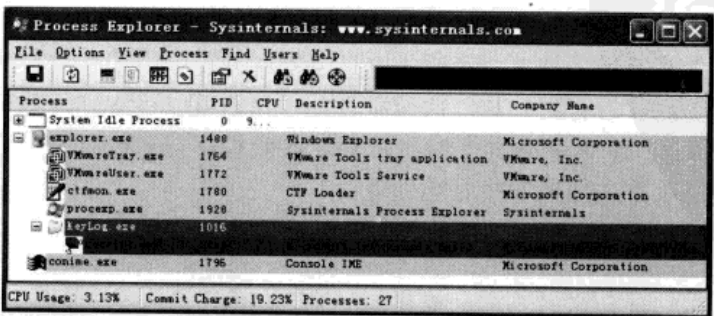 Process Explorer - Sysinternals: www.sysinternals.com
File Options View Process Find Users Help
Process PID CPU Description Company Name
System Idle Process 0 9...
explorer.exe 1480 Windows Explorer Microsoft Corporation
VMwareTray.exe 1764 VMware Tools tray application VMware, Inc.
VMwareUser.exe 1772 VMware Tools Service VMware, Inc.
ctfmon.exe 1780 CTF Loader Microsoft Corporation
procexp.exe 1920 Sysinternals Process Explorer Sysinternals
keyLog.exe 1016
conime.exe 1796 Console IME Microsoft Corporation
CPU Usage: 3.13% Commit Charge: 19.23% Processes: 27